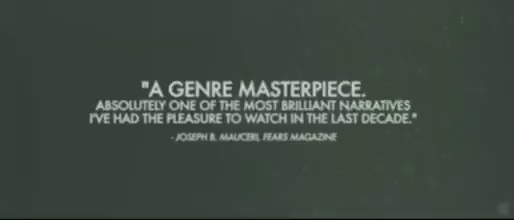 "A GENRE MASTERPIECE.
ABSOLUTELY ONE OF THE MOST BRILLIANT NARRATIVES
I'VE HAD THE PLEASURE TO WATCH IN THE LAST DECADE."
- JOSEPH B. MAUCERI, FEARS MAGAZINE